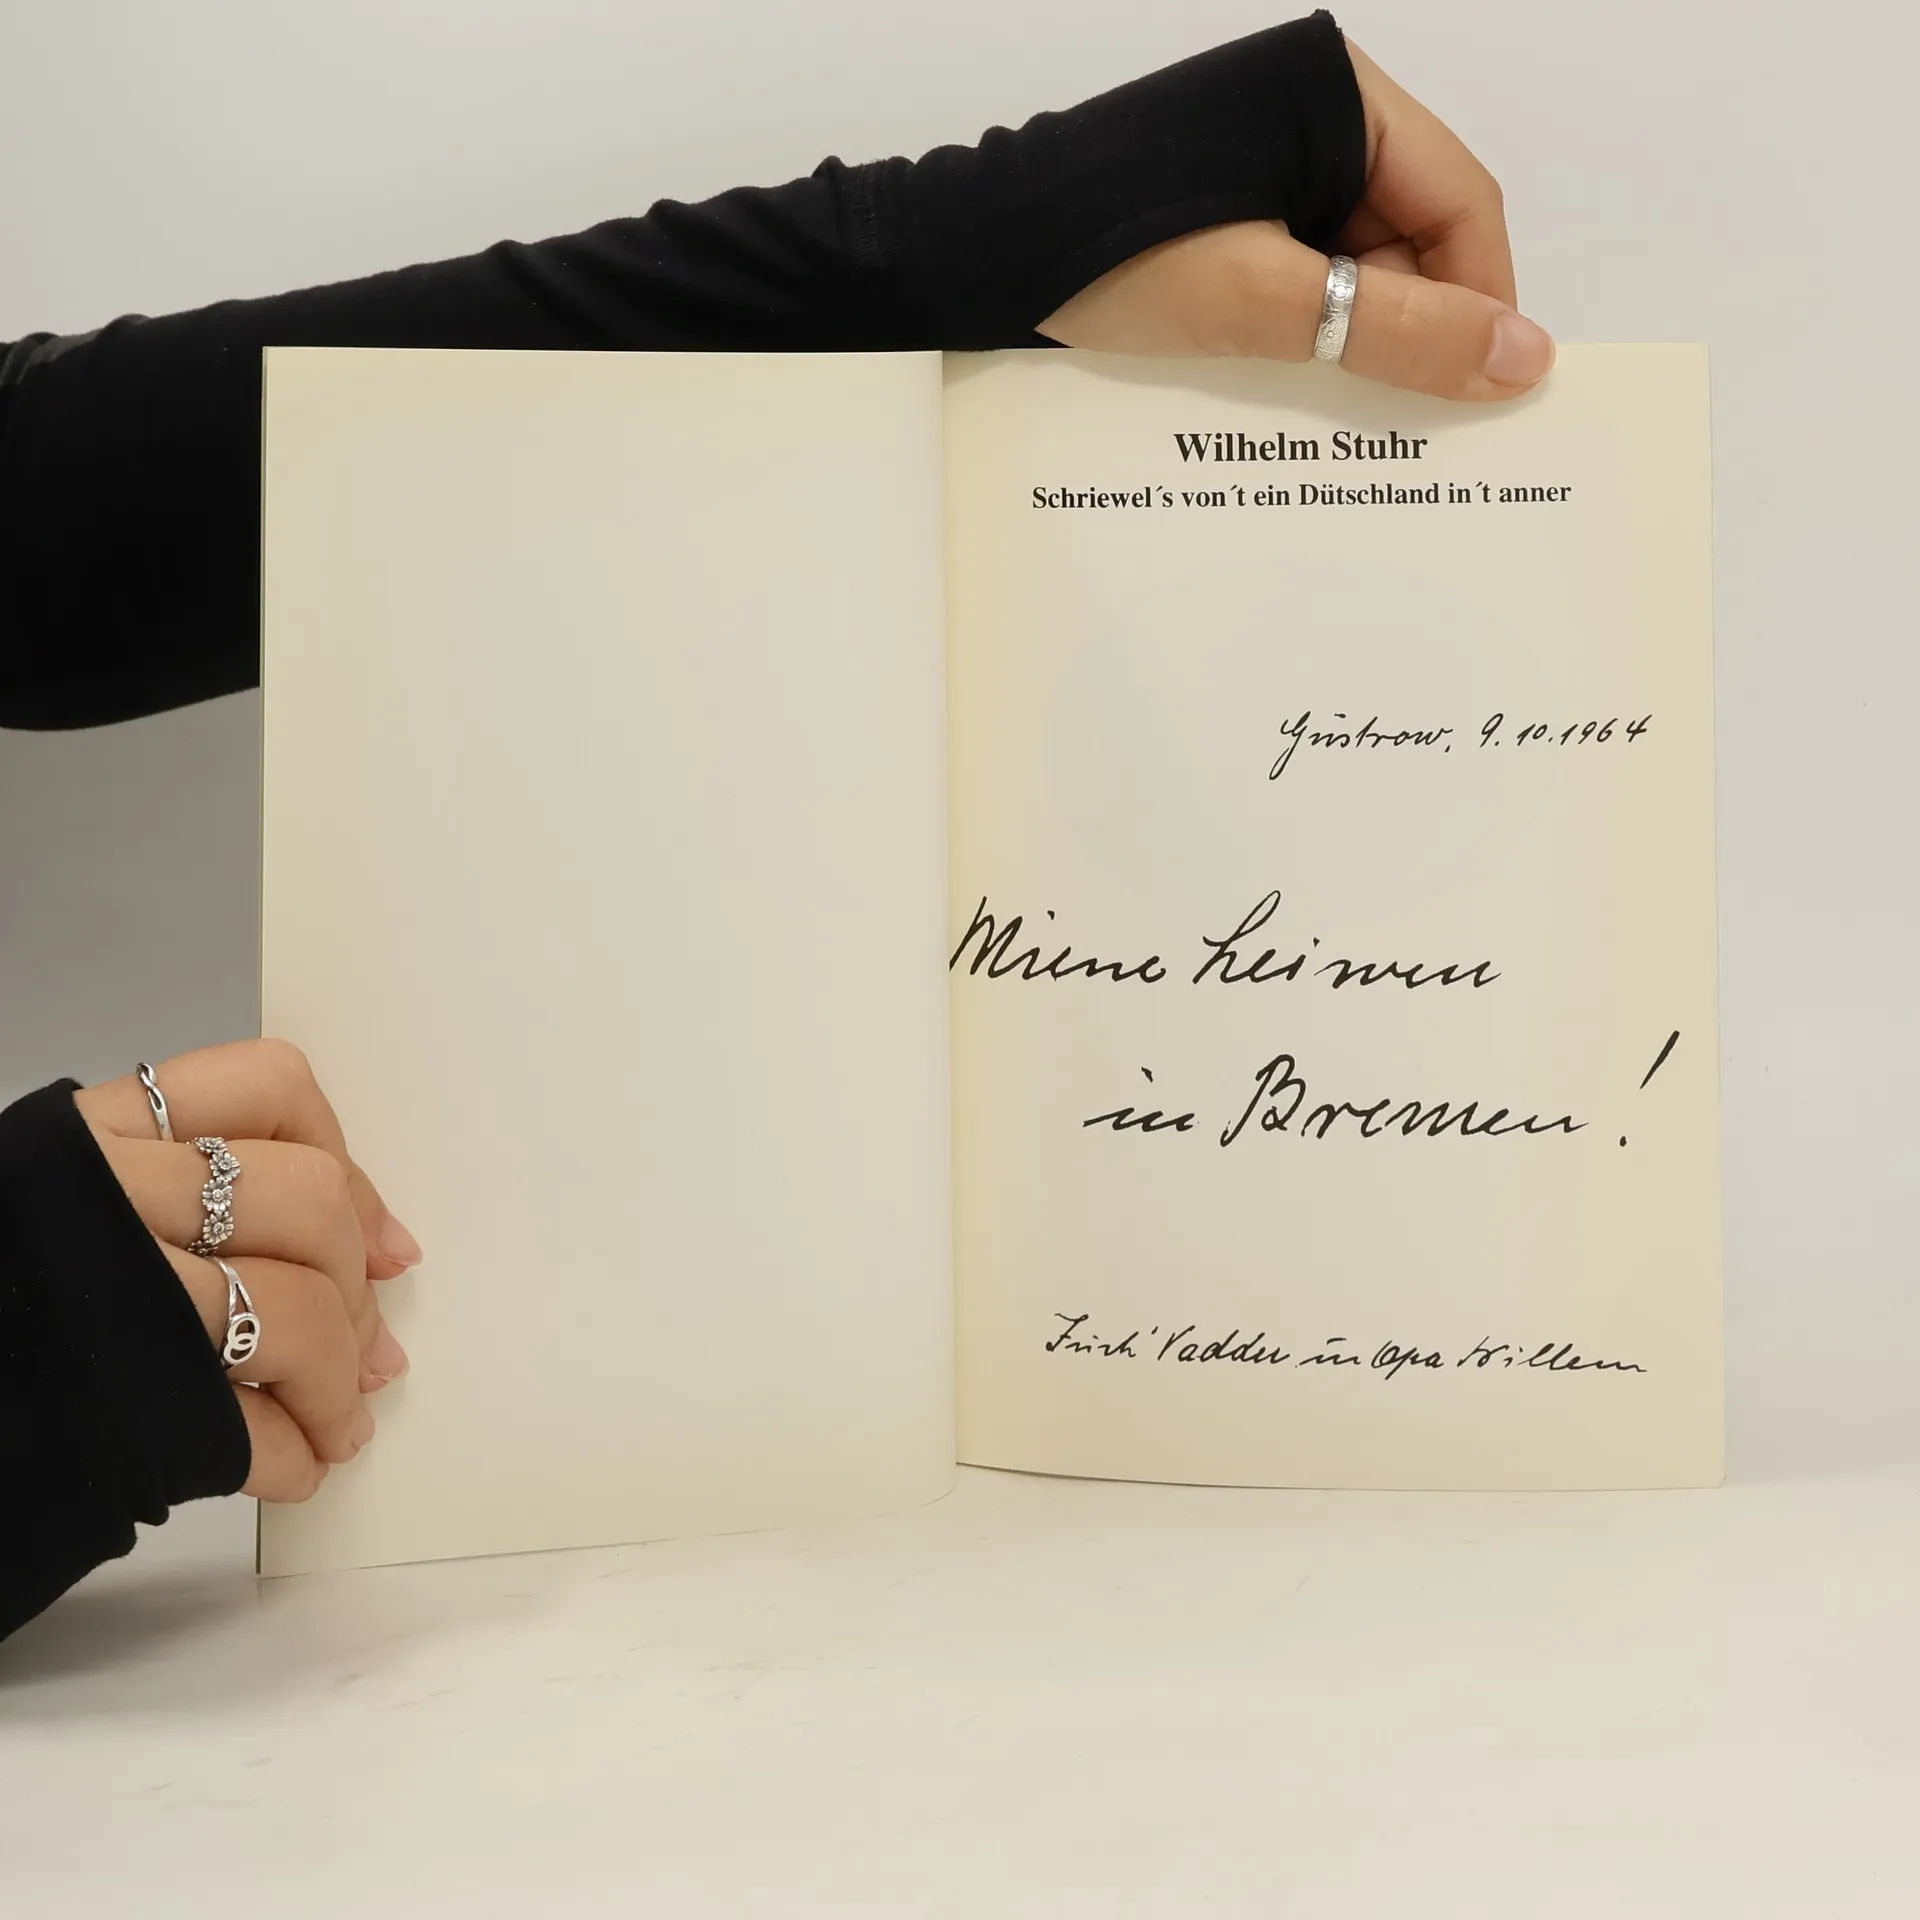 Wilhelm Stuhr
Schriewel´s von´t ein Dütschland in´t anner
Güstrow, 9.10.1964
Miene Leiwen
in Bremen!
Vadder un Opa Willem